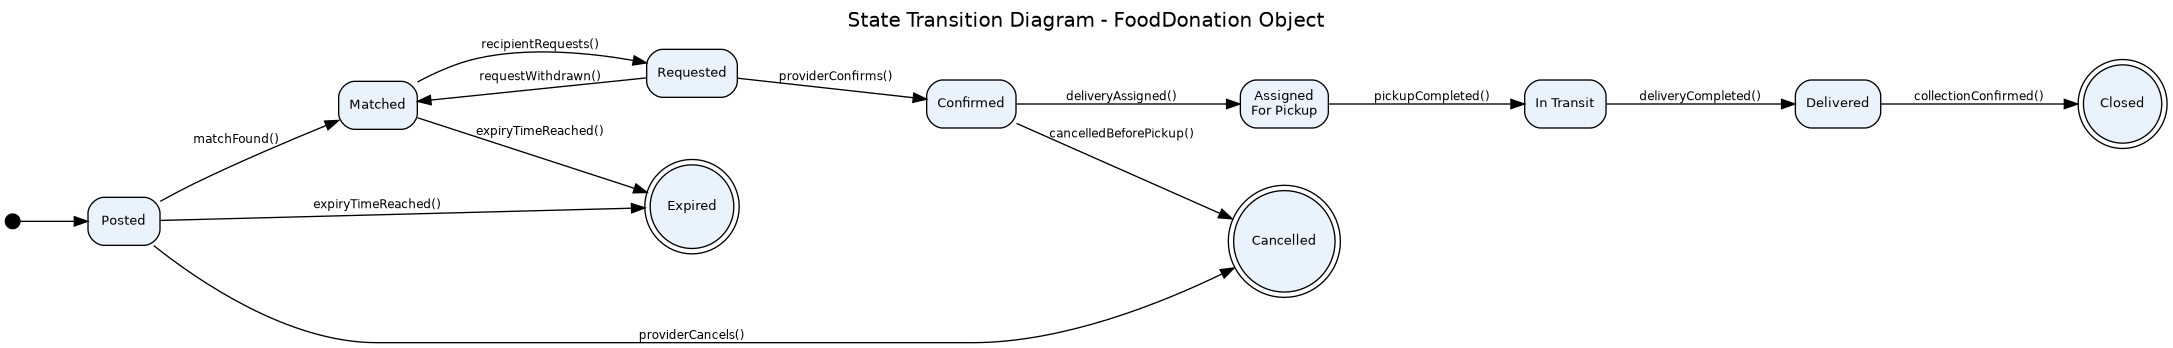 State Transition Diagram - FoodDonation Object
recipientRequests()
requestWithdrawn()
Requested
providerConfirms()
Matched
Confirmed
deliveryAssigned()
Assigned
For Pickup
pickupCompleted()
In Transit
deliveryCompleted()
Delivered
collectionConfirmed()
Closed
matchFound()
expiryTimeReached()
cancelledBeforePickup()
Posted
expiryTimeReached()
Expired
Cancelled
providerCancels()